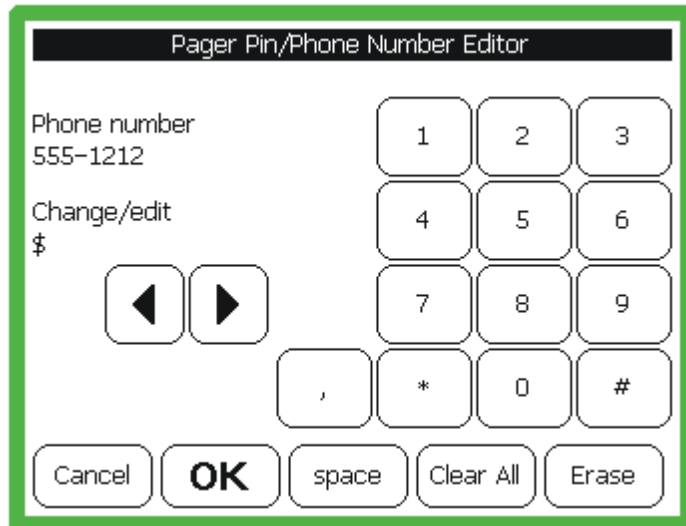 Pager Pin/Phone Number Editor
Phone number
555-1212
1 2 3
Change/edit
$
4 5 6
7 8 9
, * 0 #
Cancel OK space Clear All Erase